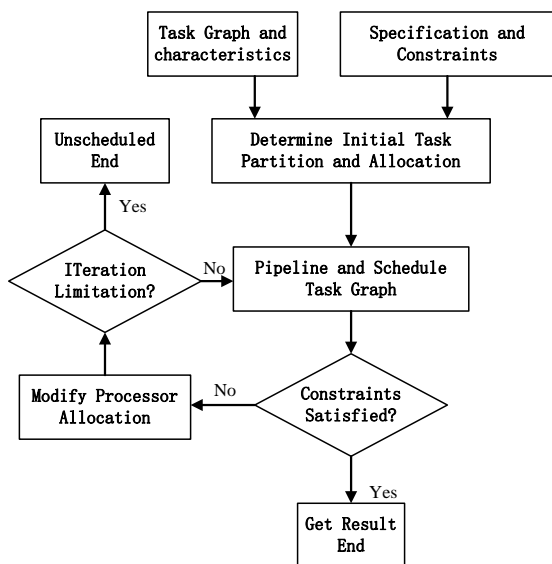 Task Graph and
characteristics
Specification and
Constraints
Determine Initial Task
Partition and Allocation
Unscheduled
End
Yes
ITeration
Limitation?
No
Pipeline and Schedule
Task Graph
Modify Processor
Allocation
No
Constraints
Satisfied?
Yes
Get Result
End